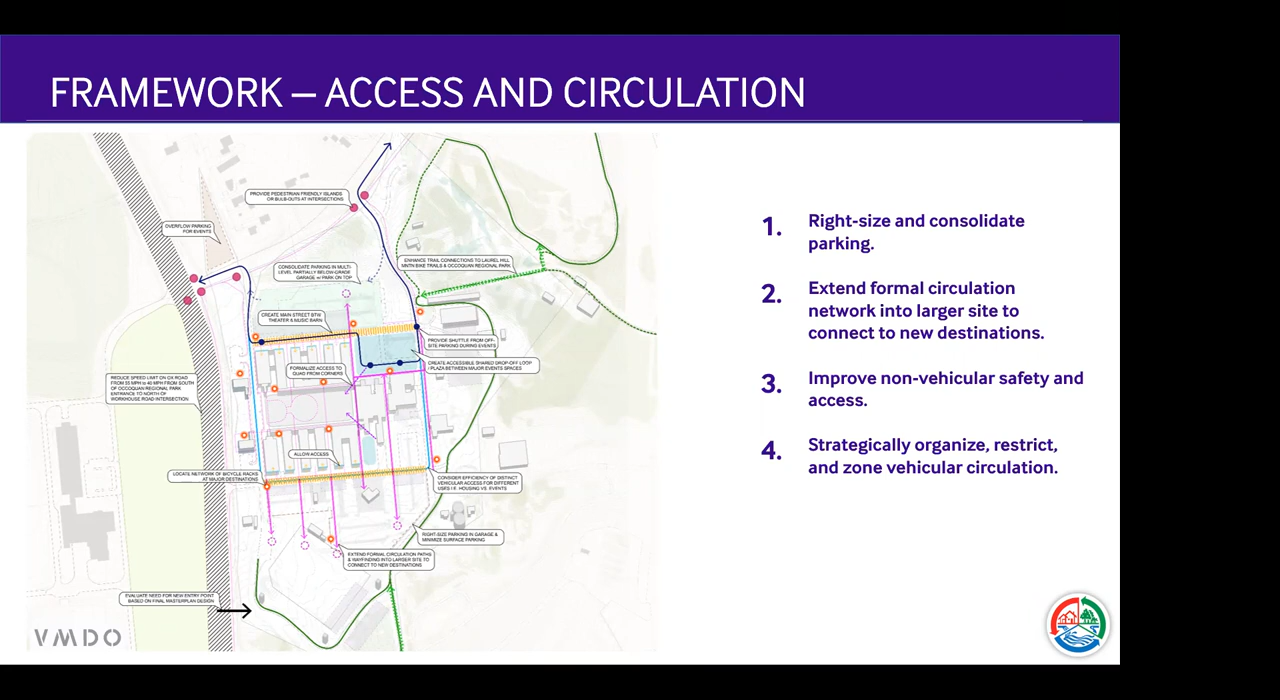 FRAMEWORK – ACCESS AND CIRCULATION
PROVIDE PEDESTRIAN FRIENDLY ISLANDS
OR BULB-OUTS AT INTERSECTIONS
OVERFLOW PARKING
FOR EVENTS
CONSOLIDATE PARKING IN MULTI-
LEVEL PARTIALLY BELOW-GRADE
GARAGE w/ PARK ON TOP
ENHANCE TRAIL CONNECTIONS TO LAUREL HILL
MNTN BIKE TRAILS & OCCOQUAN REGIONAL PARK
CREATE MAIN STREET BTW
THEATER & MUSIC BARN
PROVIDE SHUTTLE FROM OFF-
SITE PARKING DURING EVENTS
CREATE ACCESSIBLE SHARED DROP-OFF LOOP
/ PLAZA BETWEEN MAJOR EVENTS SPACES
FORMALIZE ACCESS TO
QUAD FROM CORNERS
REDUCE SPEED LIMIT ON OX ROAD
FROM 55 MPH to 40 MPH FROM SOUTH
OF OCCOQUAN REGIONAL PARK
ENTRANCE TO NORTH OF
WORKHOUSE ROAD INTERSECTION
ALLOW ACCESS
LOCATE NETWORK OF BICYCLE RACKS
AT MAJOR DESTINATIONS
CONSIDER EFFICIENCY OF DISTINCT
VEHICULAR ACCESS FOR DIFFERENT
USES I.E. HOUSING VS. EVENTS
RIGHT-SIZE PARKING IN GARAGE &
MINIMIZE SURFACE PARKING
EXTEND FORMAL CIRCULATION PATHS
& WAYFINDING INTO LARGER SITE TO
CONNECT TO NEW DESTINATIONS
EVALUATE NEED FOR NEW ENTRY POINT
BASED ON FINAL MASTERPLAN DESIGN
VMDO
1. Right-size and consolidate
parking.
2. Extend formal circulation
network into larger site to
connect to new destinations.
3. Improve non-vehicular safety and
access.
4. Strategically organize, restrict,
and zone vehicular circulation.